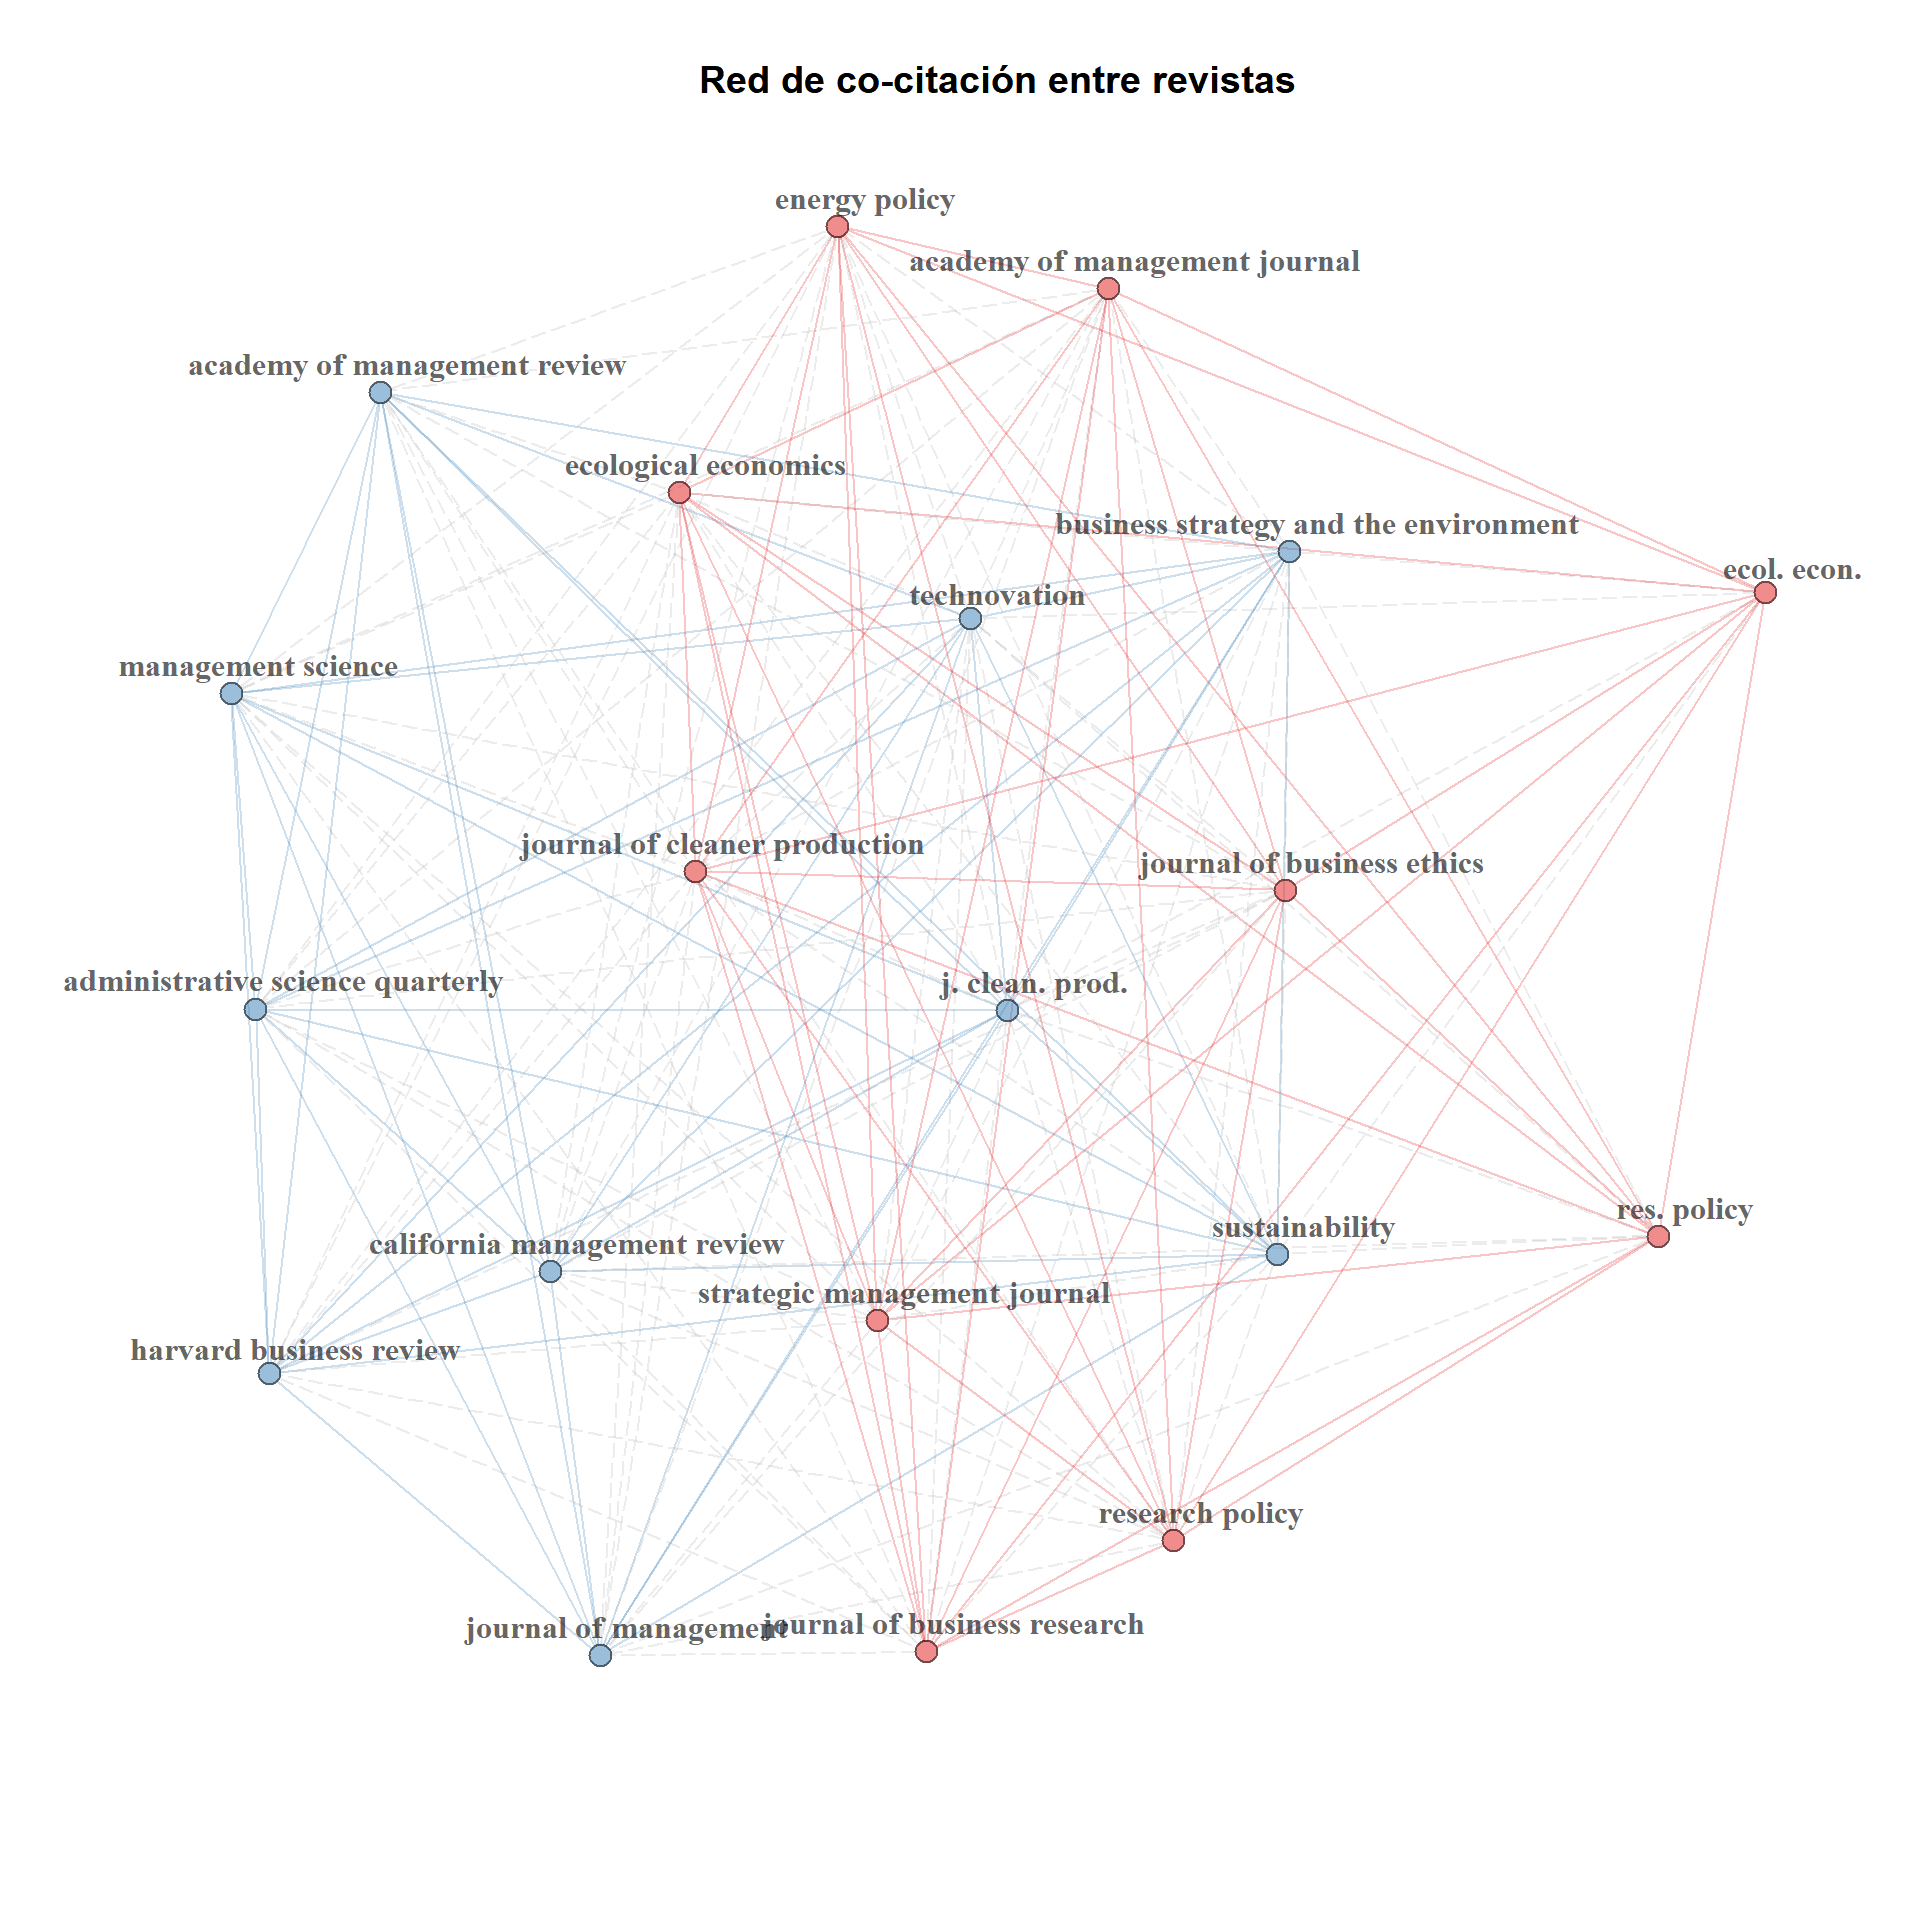 Red de co-citación entre revistas
energy policy
academy of management journal
academy of management review
ecological economics
business strategy and the environment
ecol. econ.
technovation
management science
journal of cleaner production
journal of business ethics
administrative science quarterly
j. clean. prod.
res. policy
sustainability
california management review
strategic management journal
harvard business review
research policy
journal of management
journal of business research